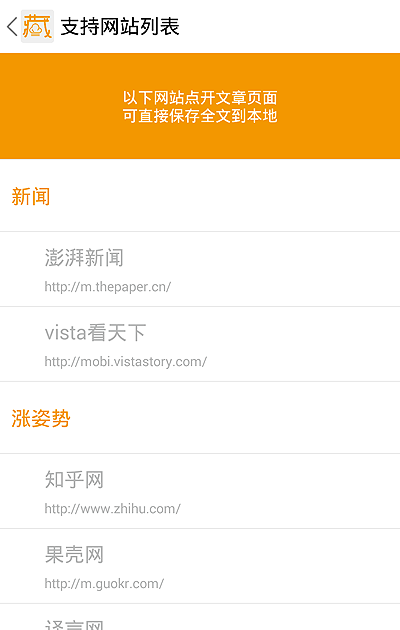 藏
支持网站列表
以下网站点开文章页面
可直接保存全文到本地
新闻
澎湃新闻
http://m.thepaper.cn/
vista看天下
http://mobi.vistastory.com/
涨姿势
知乎网
http://www.zhihu.com/
果壳网
http://m.guokr.com/
译言网